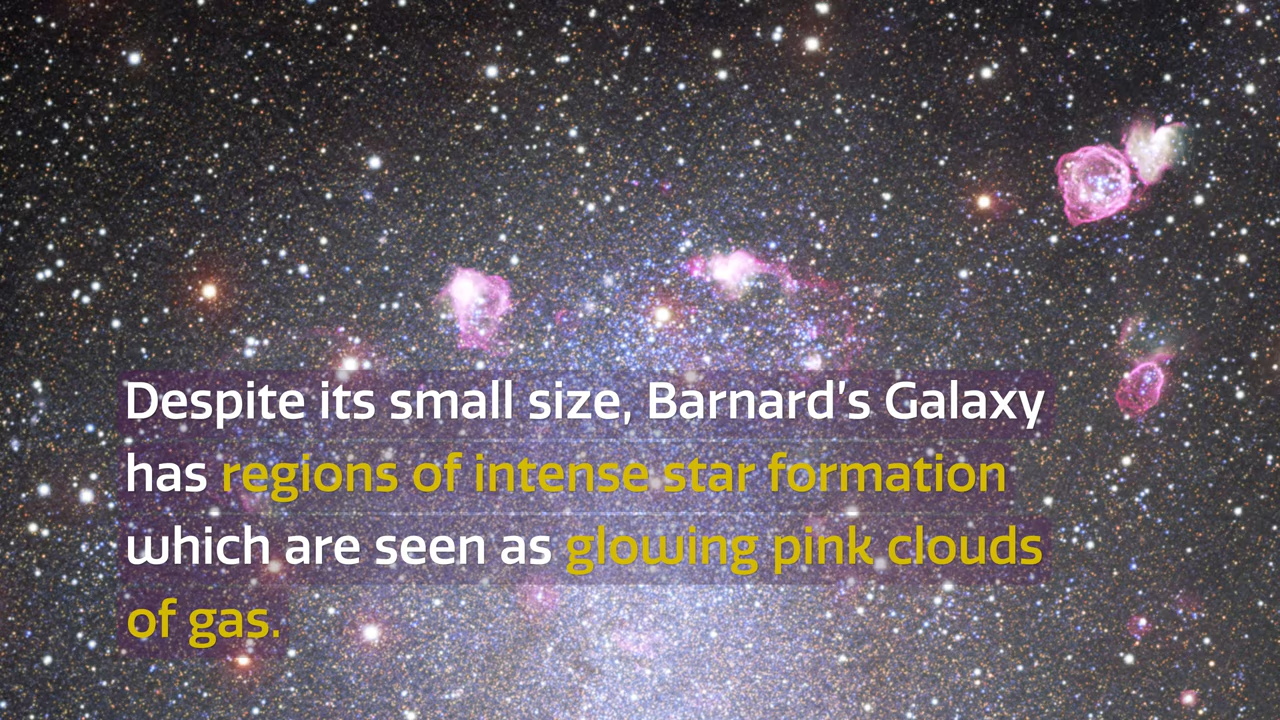 Despite its small size, Barnard's Galaxy
has regions of intense star formation
which are seen as glowing pink clouds
of gas.